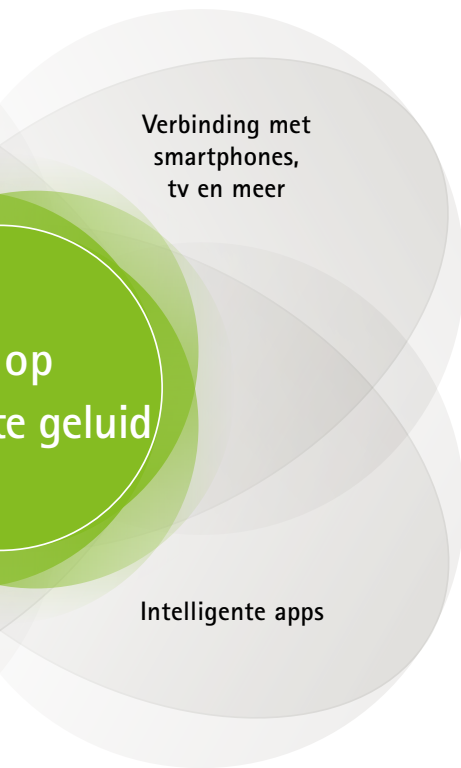 Verbinding met
smartphones,
tv en meer
op
te geluid
Intelligente apps